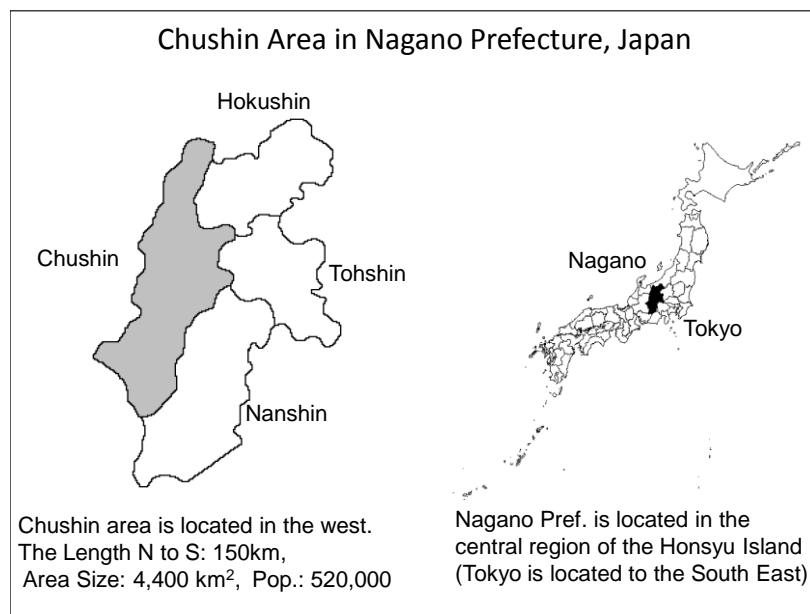 Chushin Area in Nagano Prefecture, Japan
Hokushin
Chushin
Tohshin
Nanshin
Nagano
Tokyo
Chushin area is located in the west.
The Length N to S: 150km,
Area Size: 4,400 km², Pop.: 520,000
Nagano Pref. is located in the
central region of the Honsyu Island
(Tokyo is located to the South East)